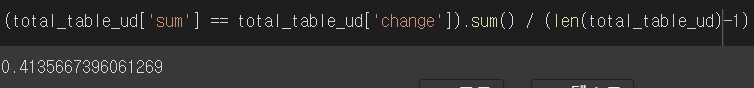 (total_table_ud['sum'] == total_table_ud['change']).sum() / (len(total_table_ud)-1)
0.4135667396061269